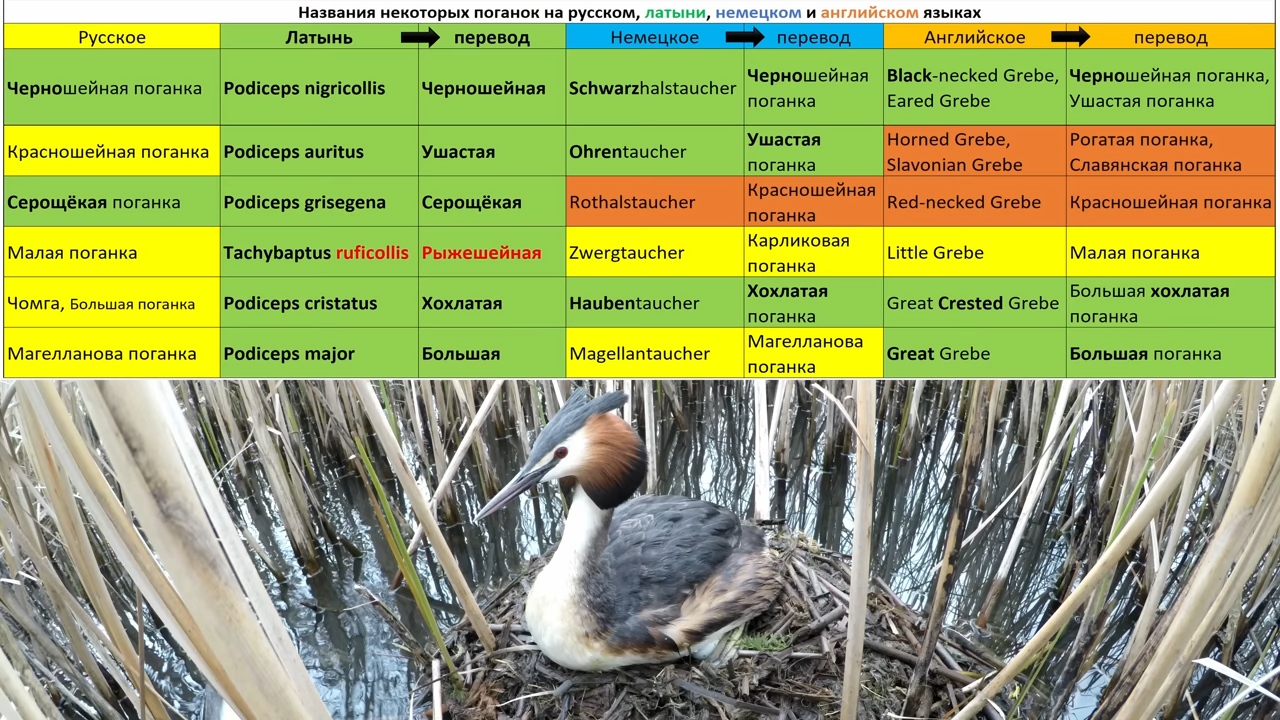 Названия некоторых поганок на русском, латыни, немецком и английском языках
Русское Латынь перевод Немецкое перевод Английское перевод
Черношейная поганка Podiceps nigricollis Черношейная Schwarzhalstaucher Черношейная поганка Black-necked Grebe, Eared Grebe Черношейная поганка, Ушастая поганка
Красношейная поганка Podiceps auritus Ушастая Ohrentaucher Ушастая поганка Horned Grebe, Slavonian Grebe Рогатая поганка, Славянская поганка
Серощёкая поганка Podiceps grisegena Серощёкая Rothalstaucher Красношейная поганка Red-necked Grebe Красношейная поганка
Малая поганка Tachybaptus ruficollis Рыжешейная Zwergtaucher Карликовая поганка Little Grebe Малая поганка
Чомга, Большая поганка Podiceps cristatus Хохлатая Haubentaucher Хохлатая поганка Great Crested Grebe Большая хохлатая поганка
Магелланова поганка Podiceps major Большая Magellantaucher Магелланова поганка Great Grebe Большая поганка